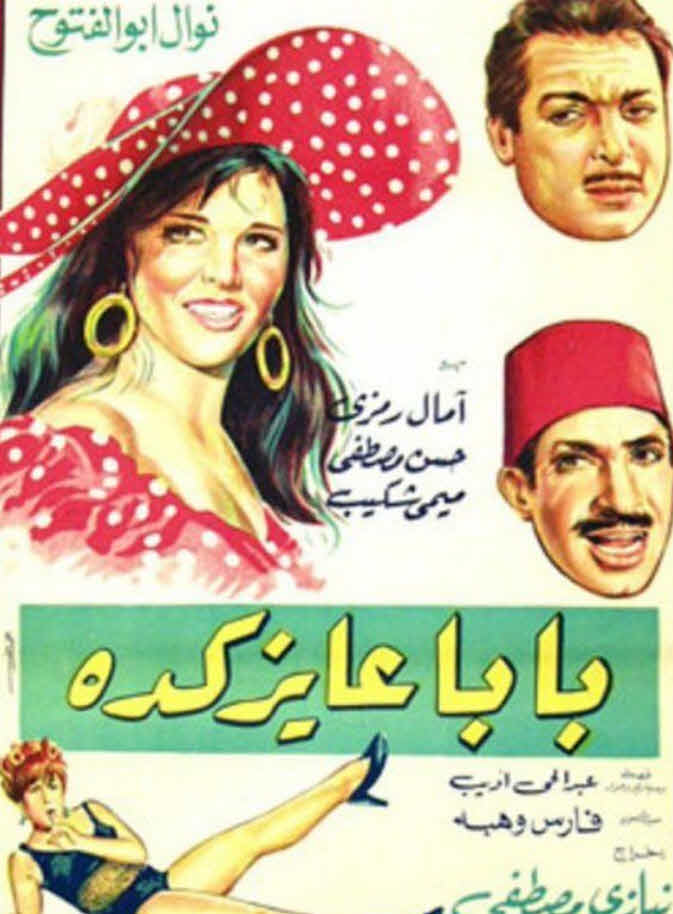 نوال ابو الفتوح
آمال رمزى
حسن مصطفى
ميمى شكيب
بابا عايز كده
عبد الحى اديب
فارس وهبه
إخراج
نيازى مصطفى